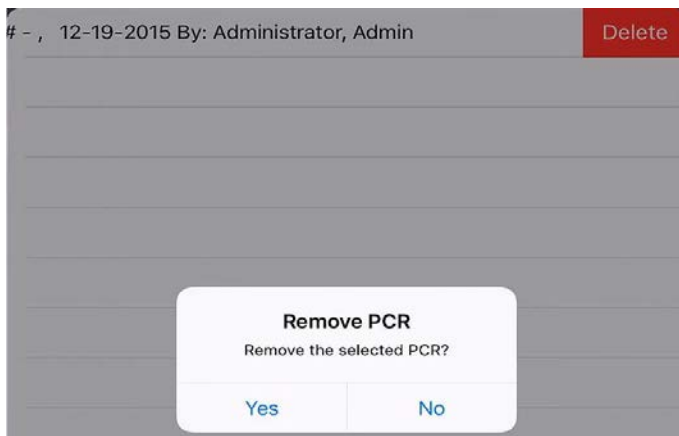 # - , 12-19-2015 By: Administrator, Admin Delete
Remove PCR
Remove the selected PCR?
Yes No